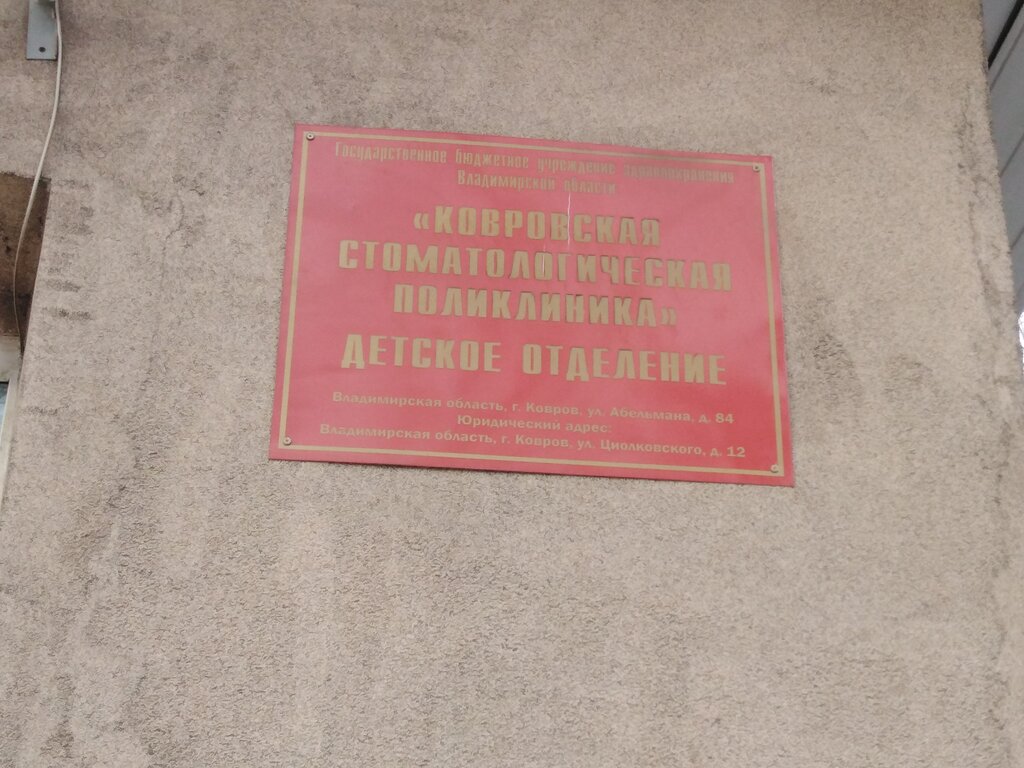 Государственное бюджетное учреждение здравоохранения
Владимирской области
«КОВРОВСКАЯ
СТОМАТОЛОГИЧЕСКАЯ
ПОЛИКЛИНИКА»
ДЕТСКОЕ ОТДЕЛЕНИЕ
Владимирская область, г. Ковров, ул. Абельмана, д. 84
Юридический адрес:
Владимирская область, г. Ковров, ул. Циолковского, д. 12